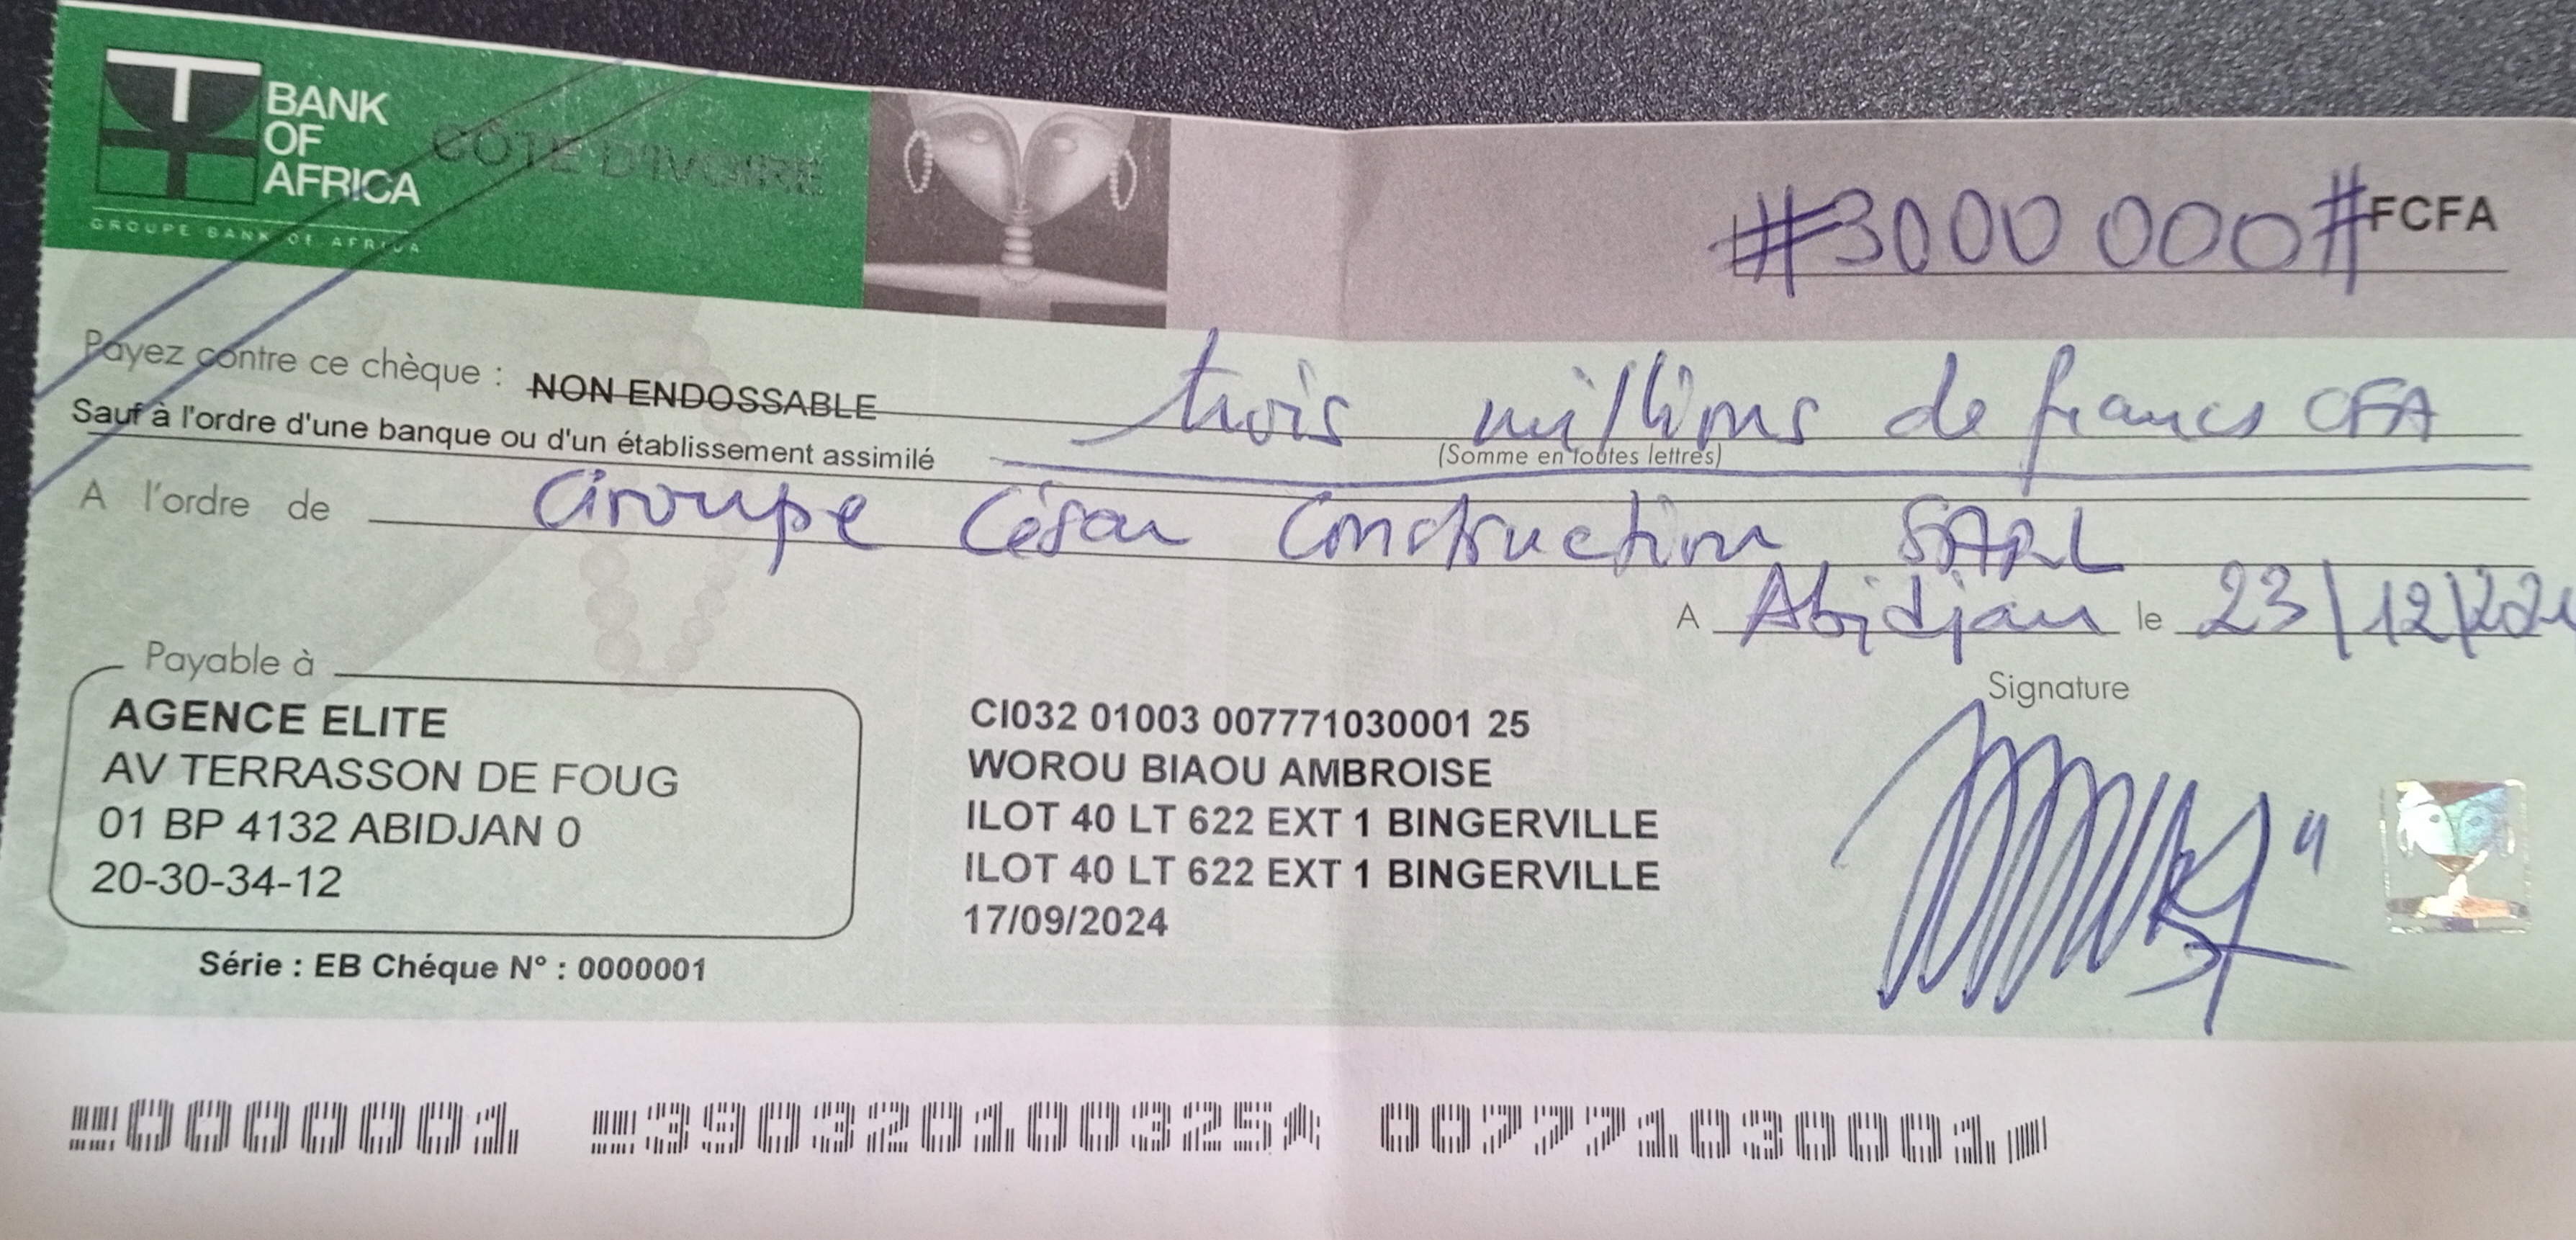 BANK
OF
AFRICA
CÔTE D'IVOIRE
GROUPE BANK OF AFRICA
#3000 000# FCFA
Payez contre ce chèque : NON ENDOSSABLE trois millions de francs CFA
Sauf à l'ordre d'une banque ou d'un établissement assimilé
(Somme en toutes lettres)
A l'ordre de Groupe César Construction SARL
A Abidjan le 23/12/202
Payable à
AGENCE ELITE
AV TERRASSON DE FOUG
01 BP 4132 ABIDJAN 0
20-30-34-12
Série : EB Chéque N° : 0000001
CI032 01003 007771030001 25
WOROU BIAOU AMBROISE
ILOT 40 LT 622 EXT 1 BINGERVILLE
ILOT 40 LT 622 EXT 1 BINGERVILLE
17/09/2024
Signature
0000001 390320100325 007771030001